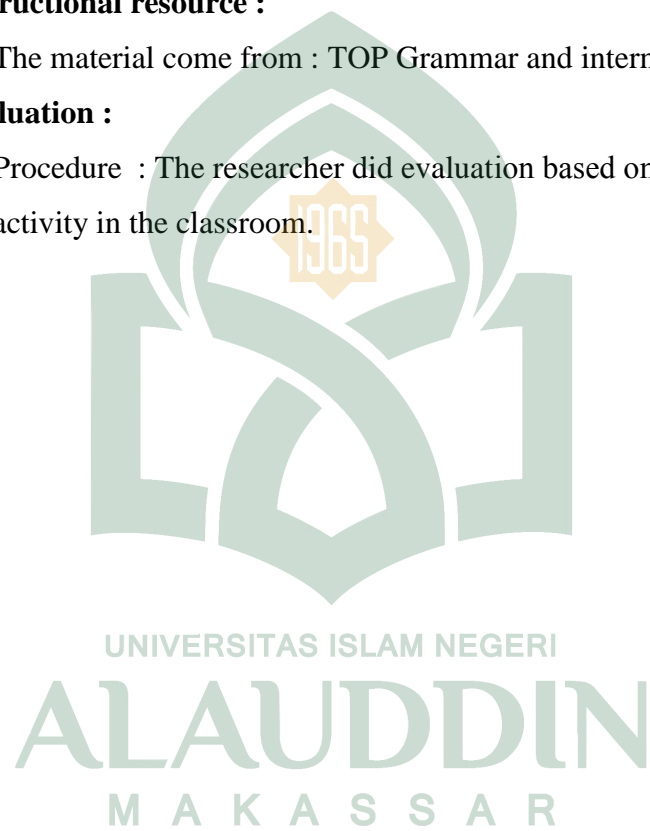 ructional resource :
The material come from : TOP Grammar and intern
luation :
Procedure : The researcher did evaluation based on
activity in the classroom.
1965
UNIVERSITAS ISLAM NEGERI
ALAUDDIN
MAKASSAR